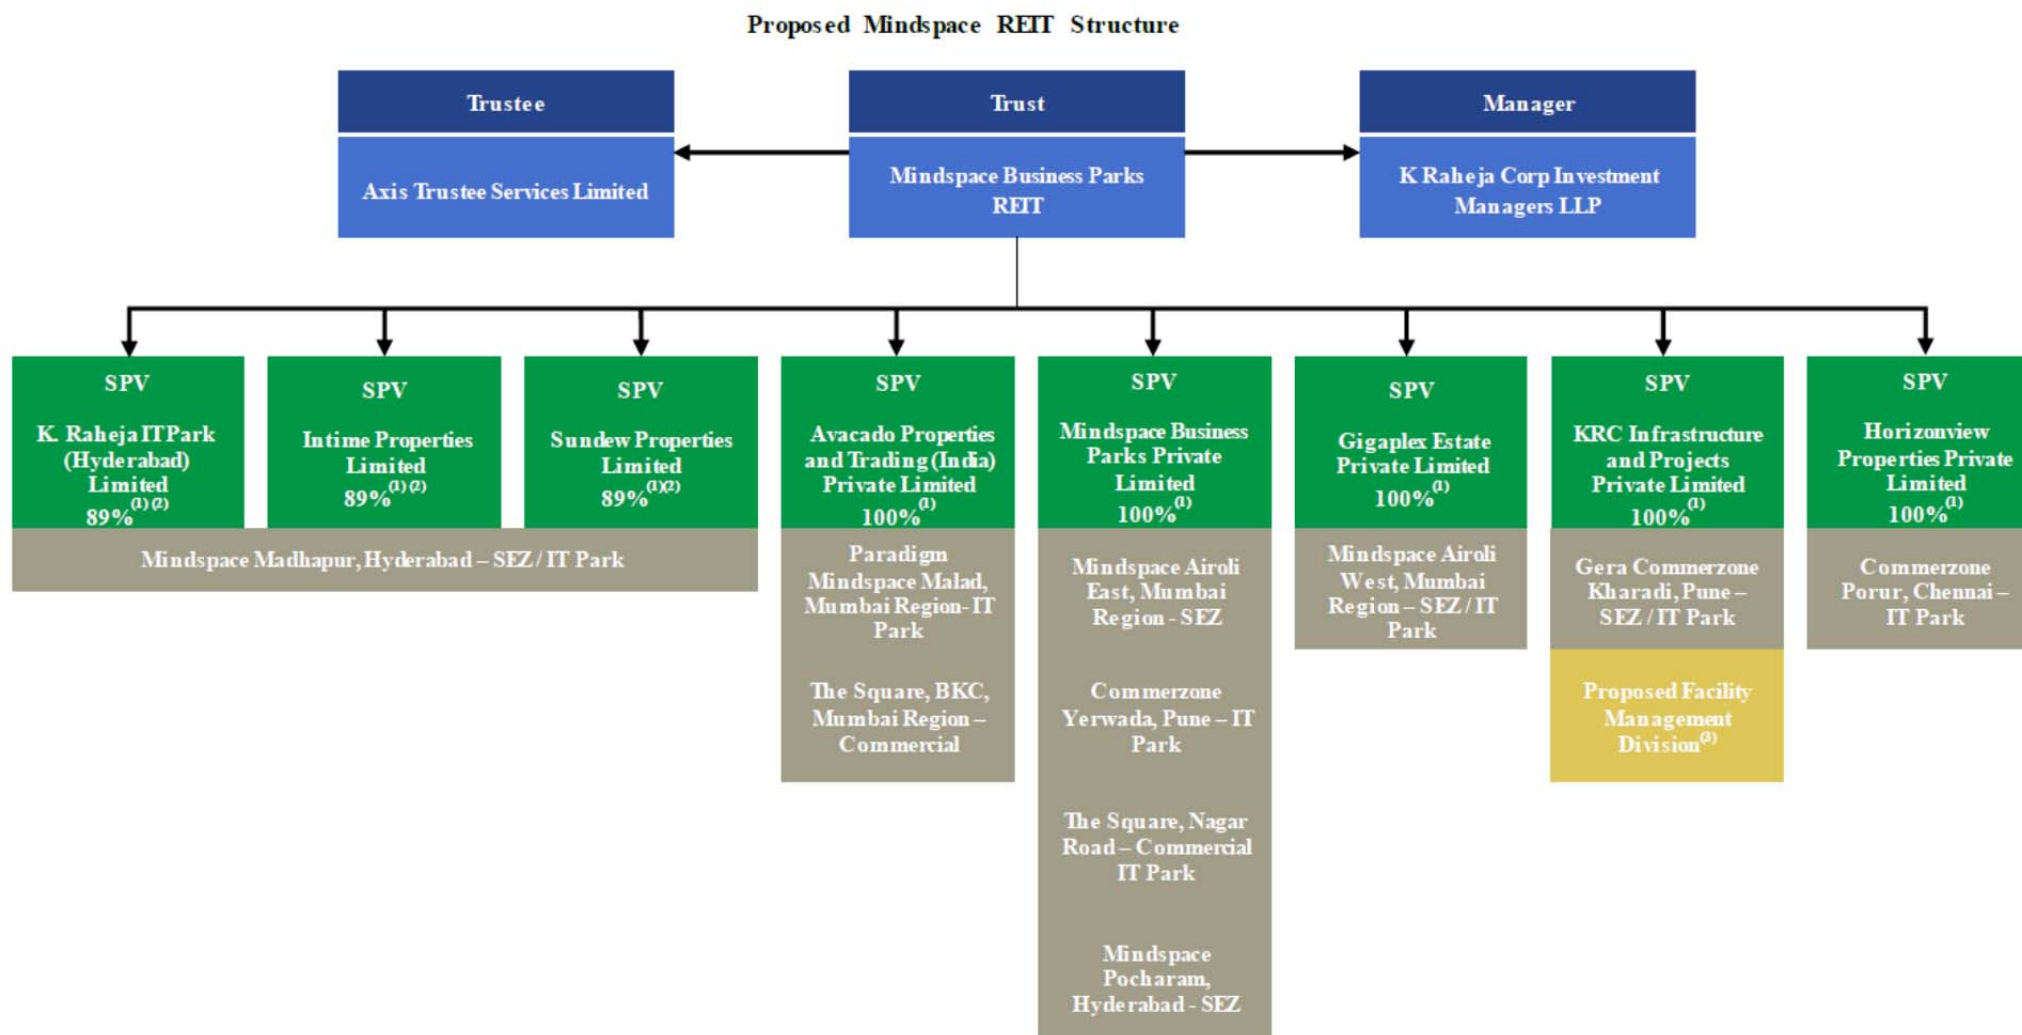 Proposed Mindspace REIT Structure
Trustee
Axis Trustee Services Limited
Trust
Mindspace Business Parks
REIT
Manager
K Raheja Corp Investment
Managers LLP
SPV
K. Raheja IT Park
(Hyderabad)
Limited
89%(1) (2)
SPV
Intime Properties
Limited
89%(1) (2)
SPV
Sundew Properties
Limited
89%(1)(2)
Mindspace Madhapur, Hyderabad – SEZ / IT Park
SPV
Avacado Properties
and Trading (India)
Private Limited
100%(1)
Paradigm
Mindspace Malad,
Mumbai Region- IT
Park
The Square, BKC,
Mumbai Region –
Commercial
SPV
Mindspace Business
Parks Private
Limited
100%(1)
Mindspace Airoli
East, Mumbai
Region - SEZ
Commerzone
Yerwada, Pune – IT
Park
The Square, Nagar
Road – Commercial
IT Park
Mindspace
Pocharam,
Hyderabad - SEZ
SPV
Gigaplex Estate
Private Limited
100%(1)
Mindspace Airoli
West, Mumbai
Region – SEZ / IT
Park
SPV
KRC Infrastructure
and Projects
Private Limited
100%(1)
Gera Commerzone
Kharadi, Pune –
SEZ / IT Park
Proposed Facility
Management
Division(3)
SPV
Horizonview
Properties Private
Limited
100%(1)
Commerzone
Porur, Chennai –
IT Park